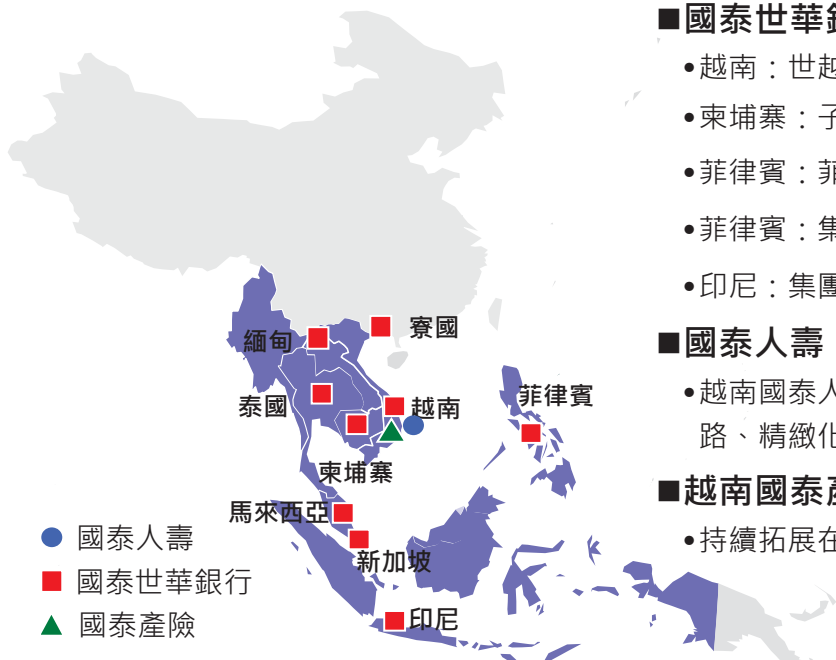 緬甸
寮國
泰國
越南
菲律賓
柬埔寨
馬來西亞
新加坡
印尼
國泰人壽
國泰世華銀行
國泰產險
■國泰世華
•越南：世越
•柬埔寨：子
•菲律賓：菲
•菲律賓：集
•印尼：集團
■國泰人壽
•越南國泰人
路、精緻化
■越南國泰產
•持續拓展在